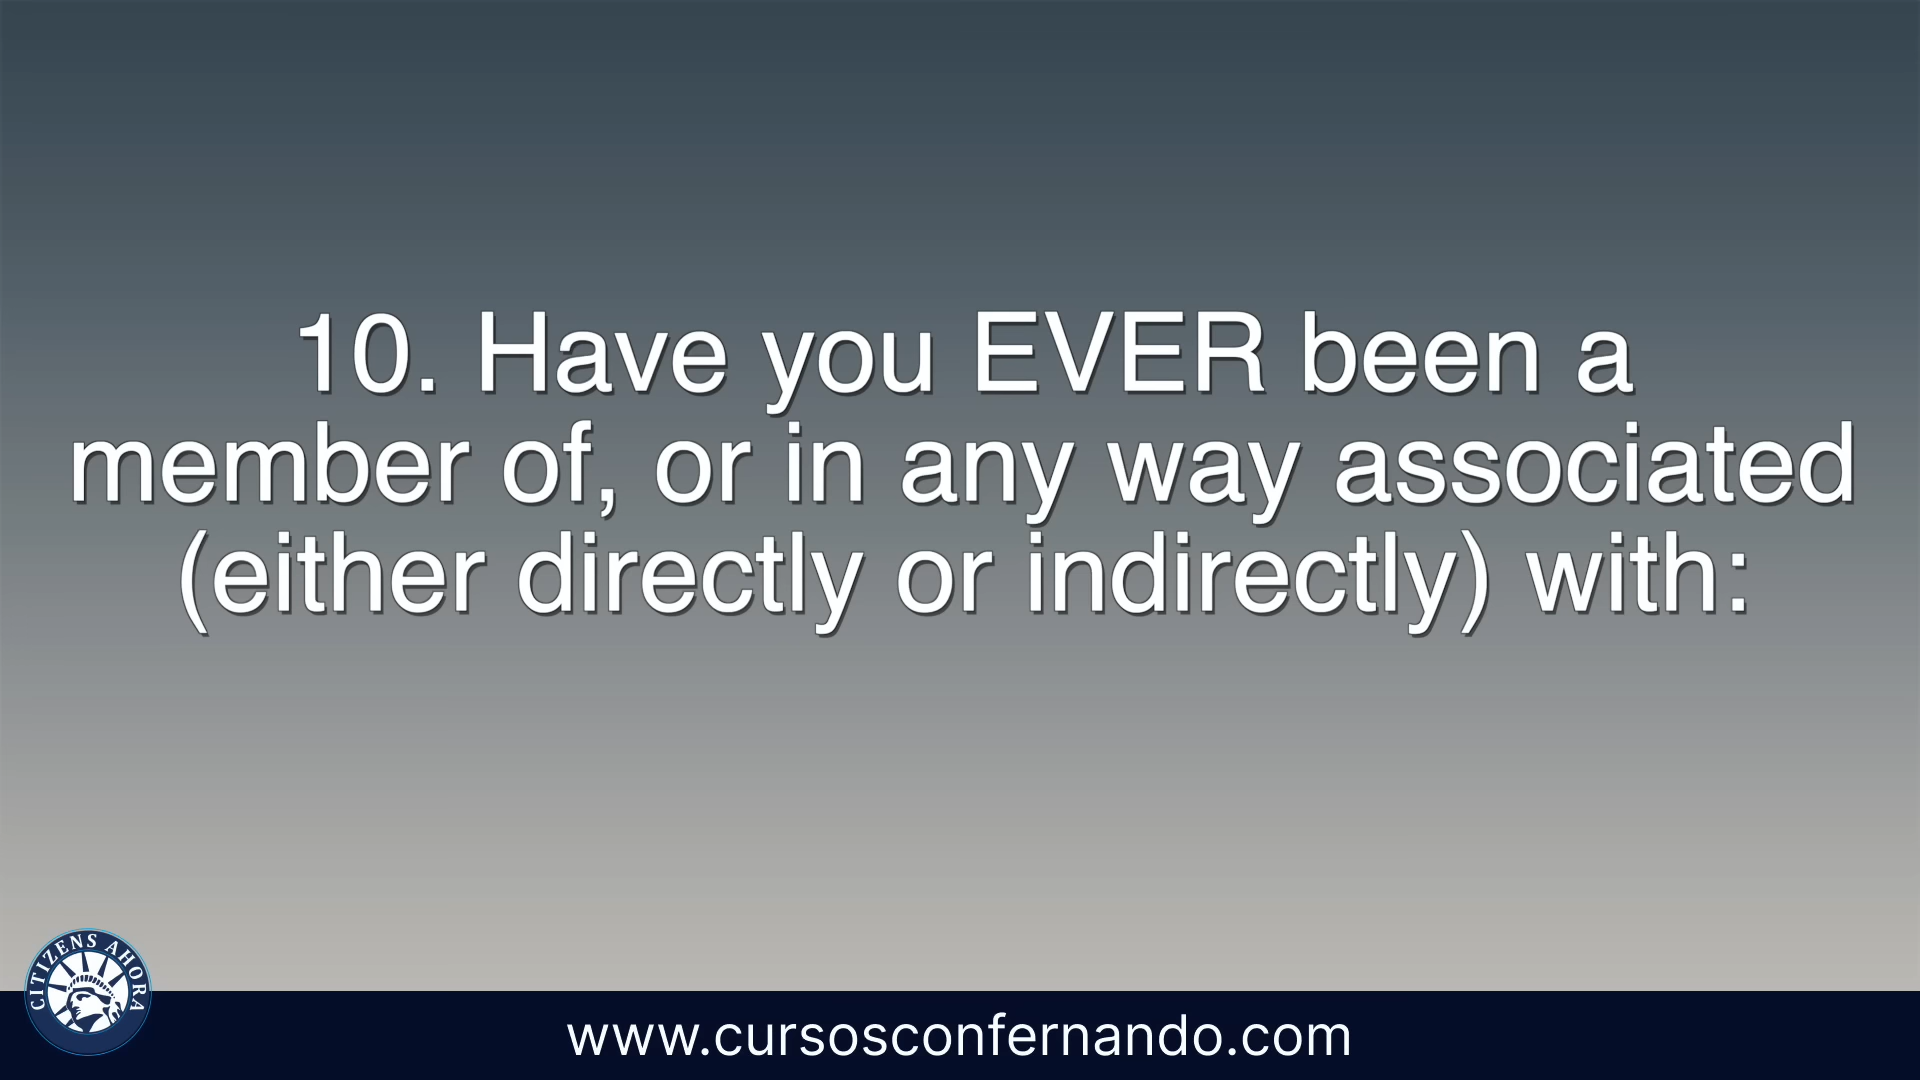 10. Have you EVER been a
member of, or in any way associated
(either directly or indirectly) with:
CITIZENS AHORA
www.cursosconfernando.com